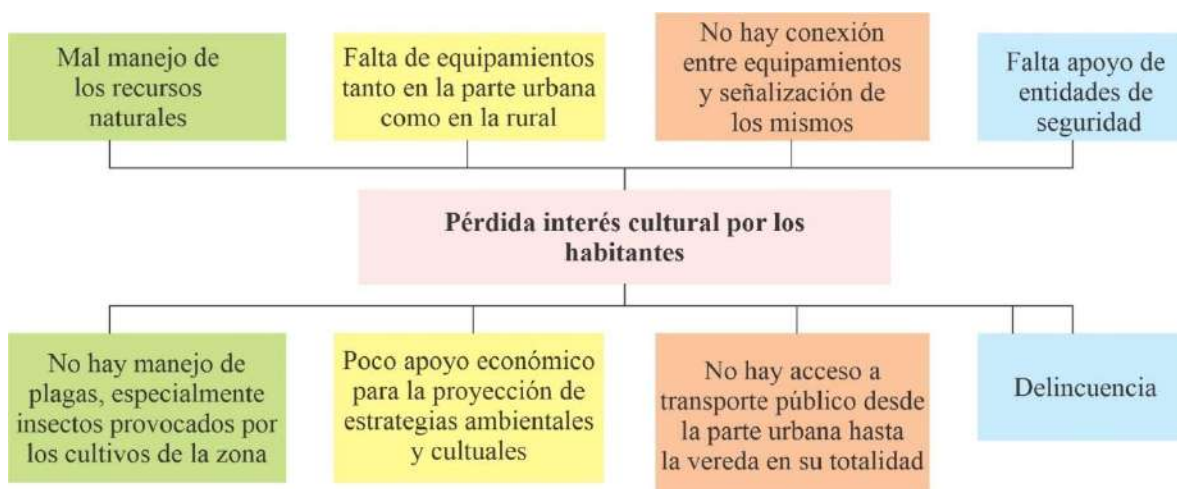 Mal manejo de
los recursos
naturales
Falta de equipamientos
tanto en la parte urbana
como en la rural
No hay conexión
entre equipamientos
y señalización de
los mismos
Falta apoyo de
entidades de
seguridad
Pérdida interés cultural por los
habitantes
No hay manejo de
plagas, especialmente
insectos provocados por
los cultivos de la zona
Poco apoyo económico
para la proyección de
estrategias ambientales
y cultuales
No hay acceso a
transporte público desde
la parte urbana hasta
la vereda en su totalidad
Delincuencia